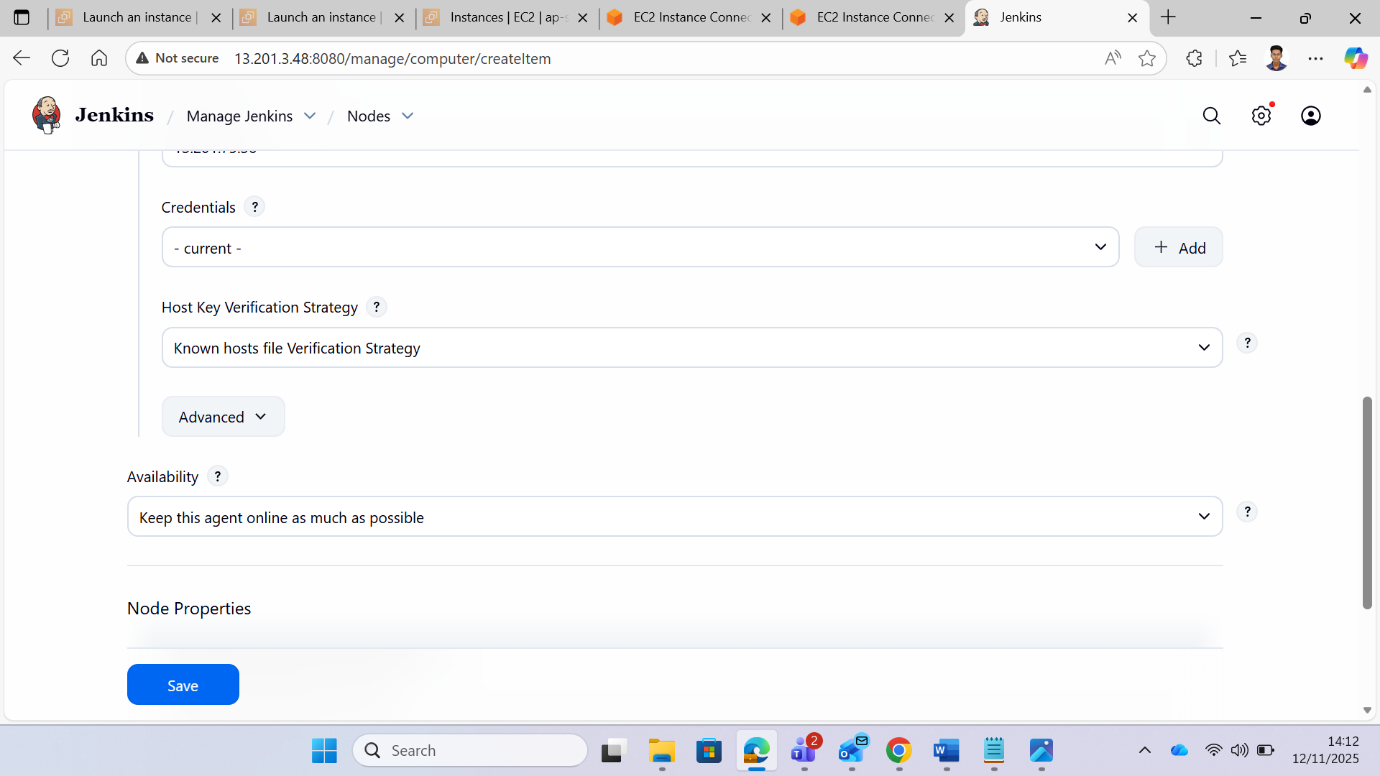 Launch an instance |
Launch an instance |
Instances | EC2 | ap-s
EC2 Instance Connec
EC2 Instance Connec
Jenkins
Not secure 13.201.3.48:8080/manage/computer/createItem
Jenkins / Manage Jenkins / Nodes
Credentials ?
- current -
+ Add
Host Key Verification Strategy ?
Known hosts file Verification Strategy
?
Advanced
Availability ?
Keep this agent online as much as possible
?
Node Properties
Save
Search
2
14:12
12/11/2025